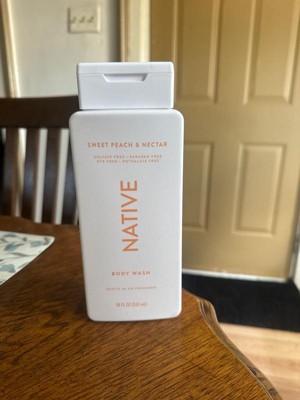 SWEET PEACH & NECTAR
SULFATE FREE • PARABEN FREE
DYE FREE • PHTHALATE FREE
NATIVE
BODY WASH